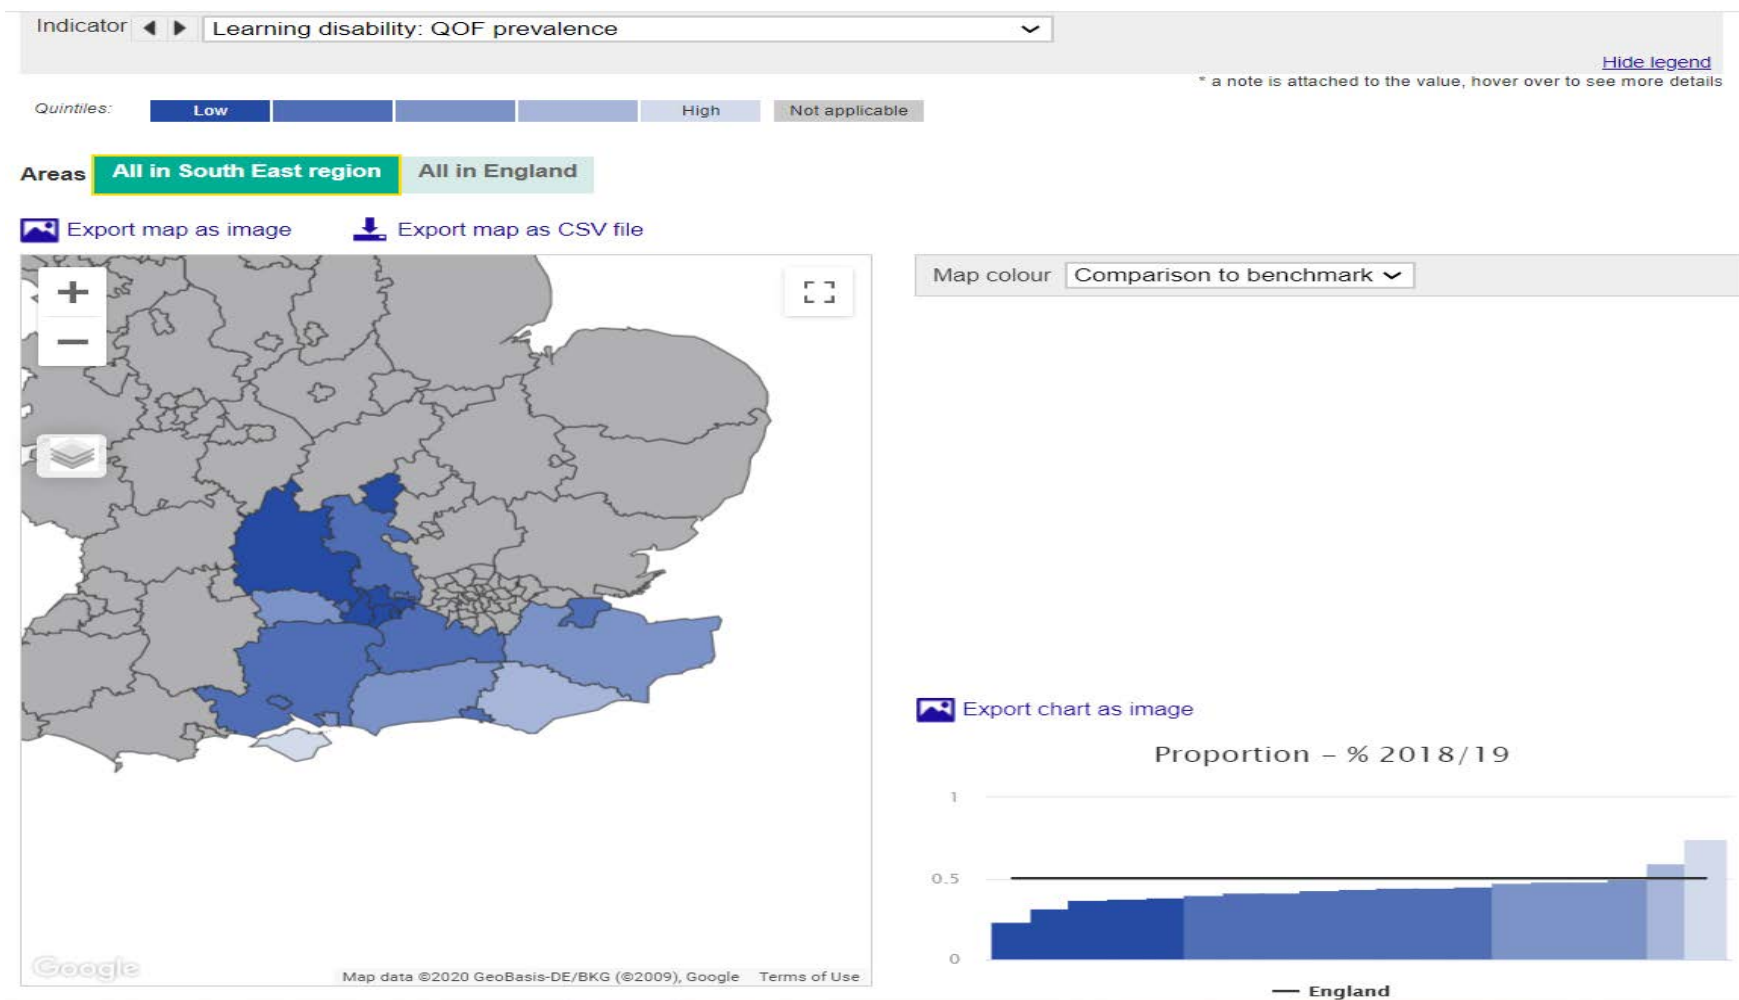 Indicator Learning disability: QOF prevalence
Hide legend
* a note is attached to the value, hover over to see more details
Quintiles: Low High Not applicable
Areas All in South East region All in England
Export map as image Export map as CSV file
Map colour Comparison to benchmark
Export chart as image
Proportion – % 2018/19
1
0.5
0
England
Google
Map data ©2020 GeoBasis-DE/BKG (©2009), Google Terms of Use